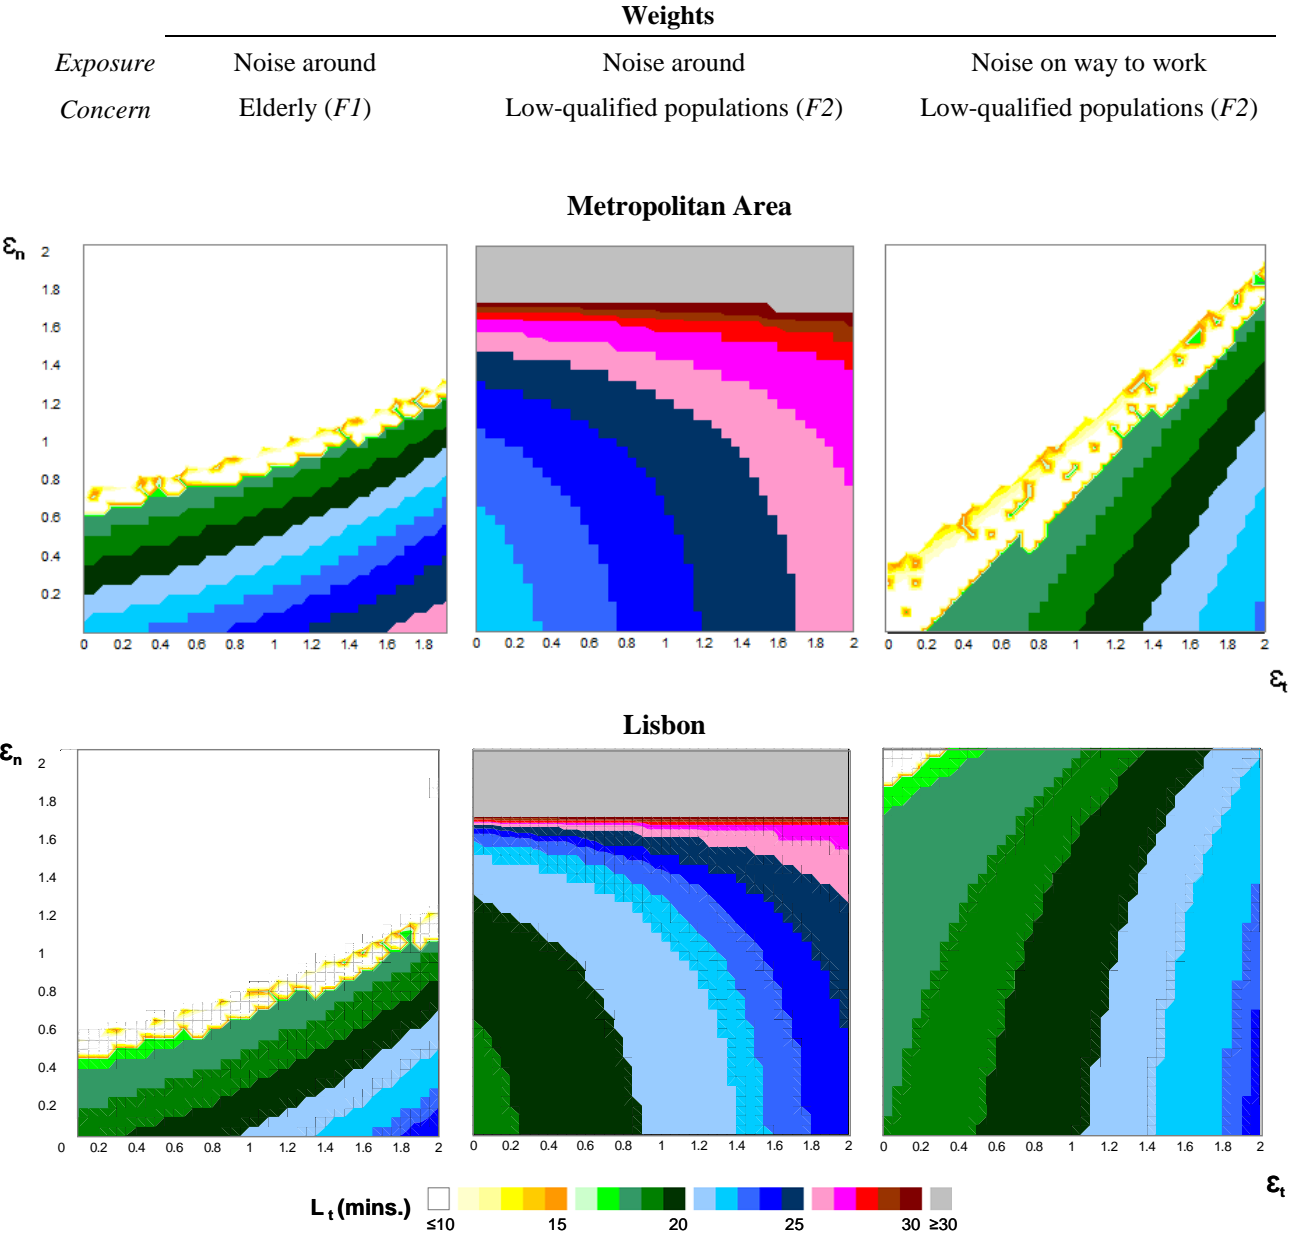 Weights
Exposure Noise around Noise around Noise on way to work
Concern Elderly (F1) Low-qualified populations (F2) Low-qualified populations (F2)
Metropolitan Area
εn 2
1.8
1.6
1.4
1.2
1
0.8
0.6
0.4
0.2
0 0.2 0.4 0.6 0.8 1 1.2 1.4 1.6 1.8 0 0.2 0.4 0.6 0.8 1 1.2 1.4 1.6 1.8 2 0 0.2 0.4 0.6 0.8 1 1.2 1.4 1.6 1.8 2
εt
Lisbon
εn 2
1.8
1.6
1.4
1.2
1
0.8
0.6
0.4
0.2
0 0.2 0.4 0.6 0.8 1 1.2 1.4 1.6 1.8 2 0 0.2 0.4 0.6 0.8 1 1.2 1.4 1.6 1.8 2 0 0.2 0.4 0.6 0.8 1 1.2 1.4 1.6 1.8 2
εt
Lt (mins.)
≤10 15 20 25 30 ≥30